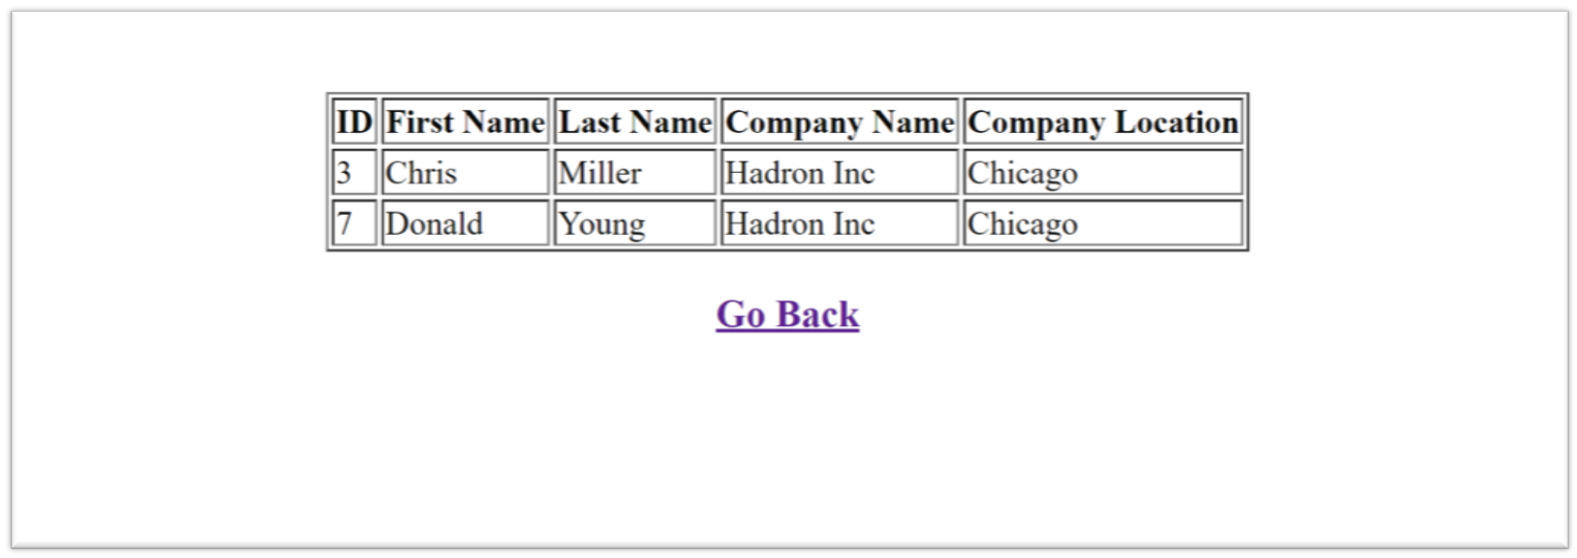 ID First Name Last Name Company Name Company Location
3 Chris Miller Hadron Inc Chicago
7 Donald Young Hadron Inc Chicago
Go Back